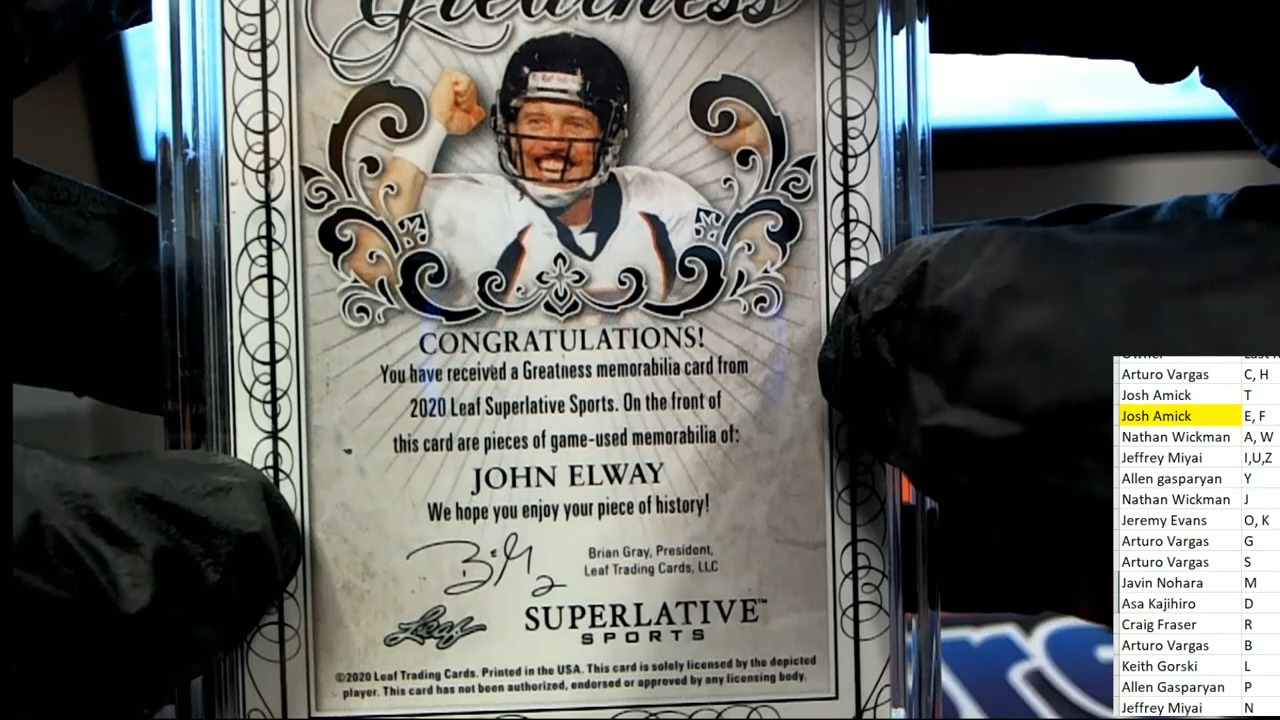 Greatness
CONGRATULATIONS!
You have received a Greatness memorabilia card from
2020 Leaf Superlative Sports. On the front of
this card are pieces of game-used memorabilia of:
JOHN ELWAY
We hope you enjoy your piece of history!
Brian Gray, President,
Leaf Trading Cards, LLC
Leaf
SUPERLATIVE™
SPORTS
©2020 Leaf Trading Cards. Printed in the USA. This card is solely licensed by the depicted
player. This card has not been authorized, endorsed or approved by any licensing body.
Owner
Arturo Vargas C, H
Josh Amick T
Josh Amick E, F
Nathan Wickman A, W
Jeffrey Miyai I,U,Z
Allen gasparyan Y
Nathan Wickman J
Jeremy Evans O, K
Arturo Vargas G
Arturo Vargas S
Javin Nohara M
Asa Kajihiro D
Craig Fraser R
Arturo Vargas B
Keith Gorski L
Allen Gasparyan P
Jeffrey Miyai N